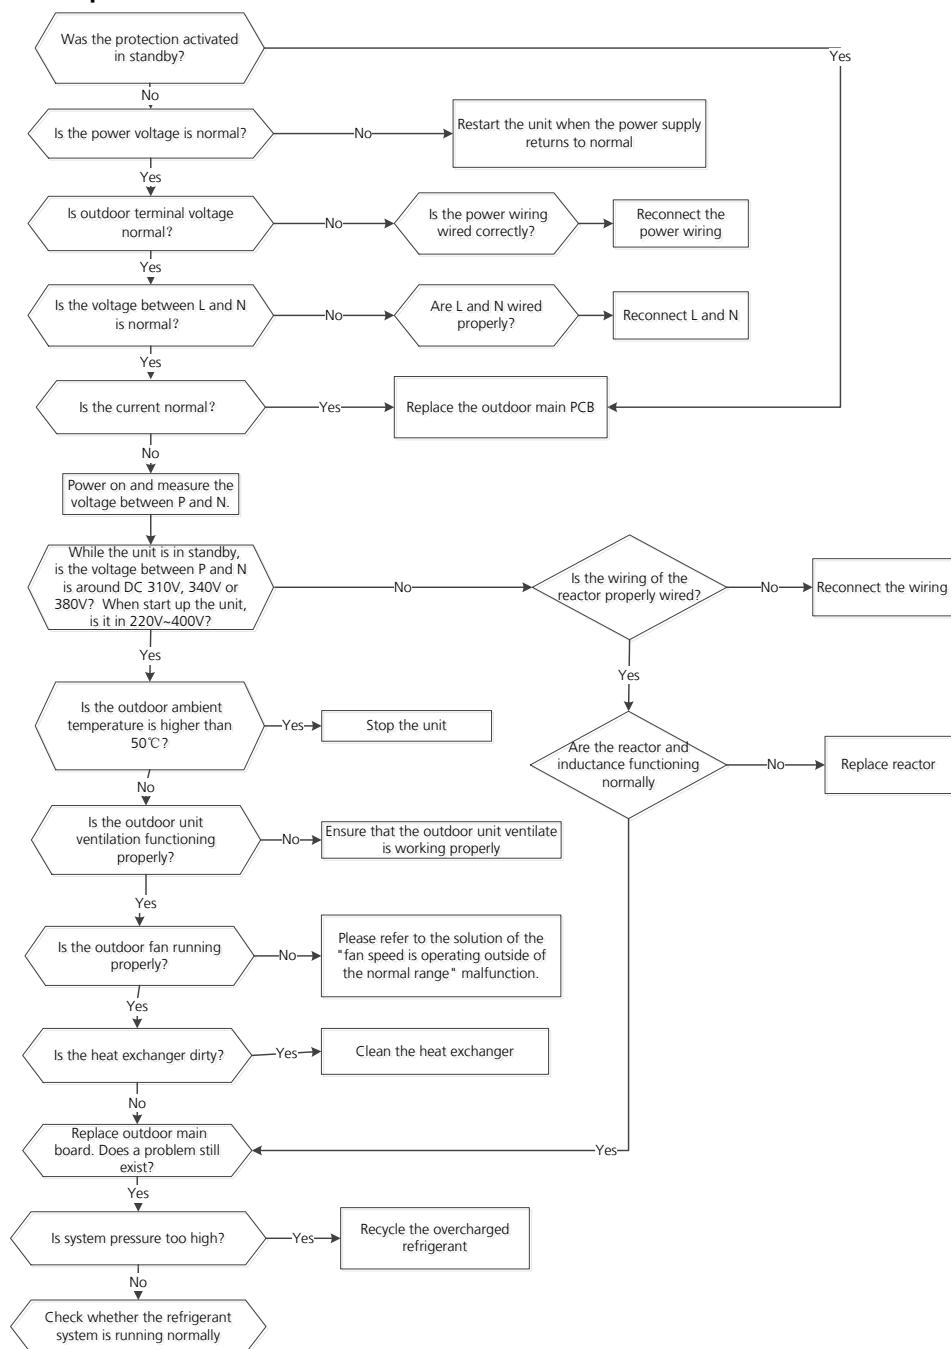 Was the protection activated
in standby?
Yes
No
Is the power voltage is normal?
No
Restart the unit when the power supply
returns to normal
Yes
Is outdoor terminal voltage
normal?
No
Is the power wiring
wired correctly?
Reconnect the
power wiring
Yes
Is the voltage between L and N
is normal?
No
Are L and N wired
properly?
Reconnect L and N
Yes
Is the current normal?
Yes
Replace the outdoor main PCB
No
Power on and measure the
voltage between P and N.
While the unit is in standby,
is the voltage between P and N
is around DC 310V, 340V or
380V? When start up the unit,
is it in 220V~400V?
No
Is the wiring of the
reactor properly wired?
No
Reconnect the wiring
Yes
Yes
Is the outdoor ambient
temperature is higher than
50℃?
Yes
Stop the unit
Are the reactor and
inductance functioning
normally
No
Replace reactor
No
Is the outdoor unit
ventilation functioning
properly?
No
Ensure that the outdoor unit ventilate
is working properly
Yes
Is the outdoor fan running
properly?
No
Please refer to the solution of the
"fan speed is operating outside of
the normal range" malfunction.
Yes
Is the heat exchanger dirty?
Yes
Clean the heat exchanger
No
Replace outdoor main
board. Does a problem still
exist?
Yes
Yes
Is system pressure too high?
Yes
Recycle the overcharged
refrigerant
No
Check whether the refrigerant
system is running normally